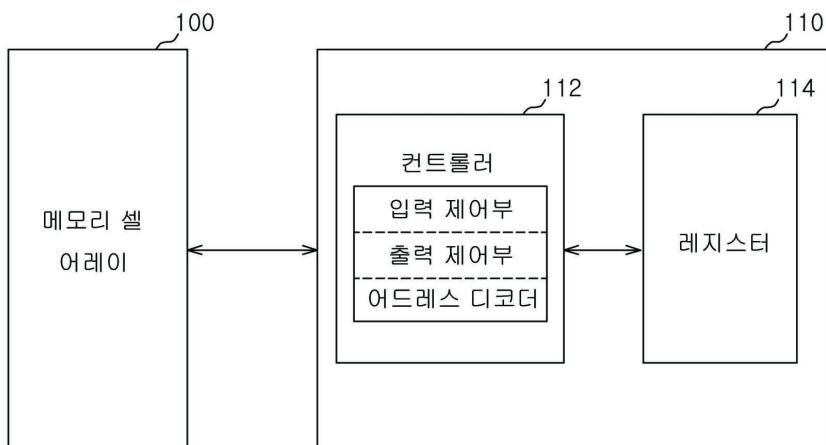 100
110
112
114
컨트롤러
메모리 셀
어레이
입력 제어부
출력 제어부
어드레스 디코더
레지스터